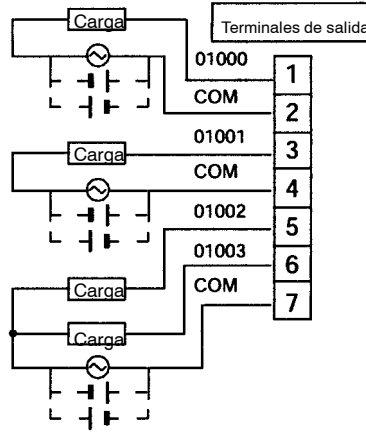 Carga
Terminales de salida
01000
1
COM
2
01001
Carga
3
COM
4
01002
5
Carga
01003
6
Carga
COM
7